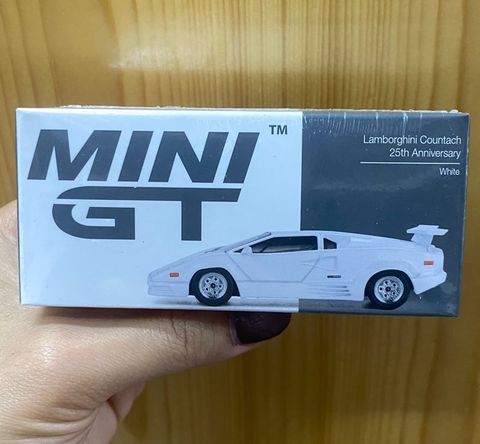 MINI
GT
TM
Lamborghini Countach
25th Anniversary
White